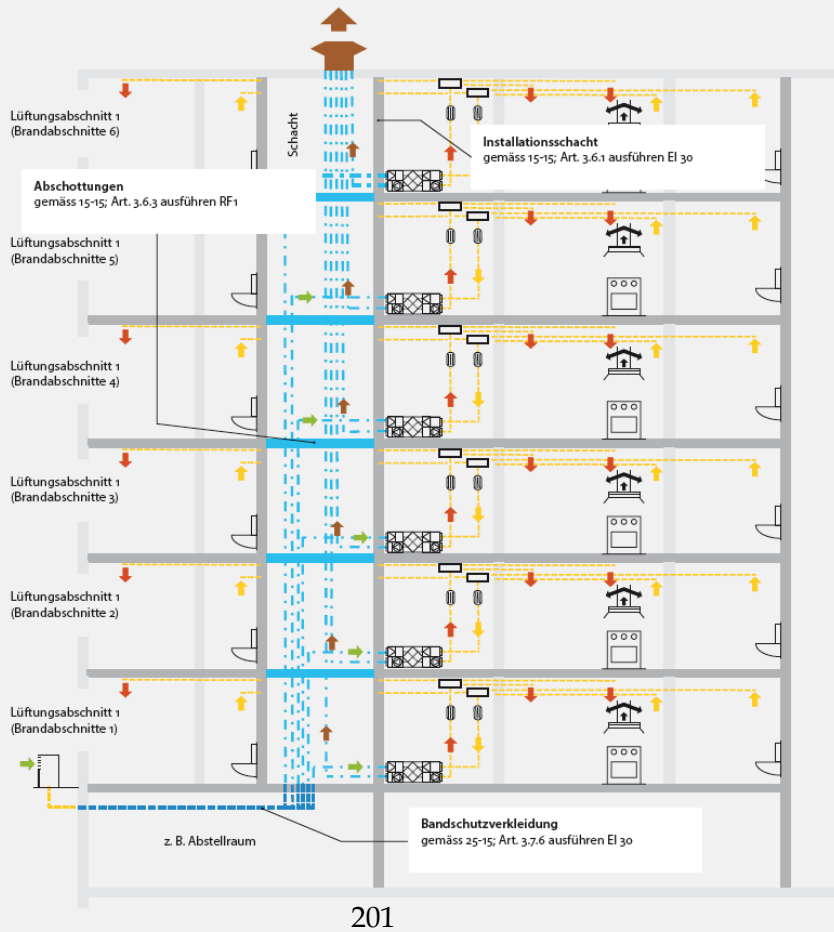 Lüftungsabschnitt 1
(Brandabschnitte 6)
Schacht
Installationsschacht
gemäss 15-15; Art. 3.6.1 ausführen EI 30
Abschottungen
gemäss 15-15; Art. 3.6.3 ausführen RF1
Lüftungsabschnitt 1
(Brandabschnitte 5)
Lüftungsabschnitt 1
(Brandabschnitte 4)
Lüftungsabschnitt 1
(Brandabschnitte 3)
Lüftungsabschnitt 1
(Brandabschnitte 2)
Lüftungsabschnitt 1
(Brandabschnitte 1)
z. B. Abstellraum
Bandschutzverkleidung
gemäss 25-15; Art. 3.7.6 ausführen EI 30
201